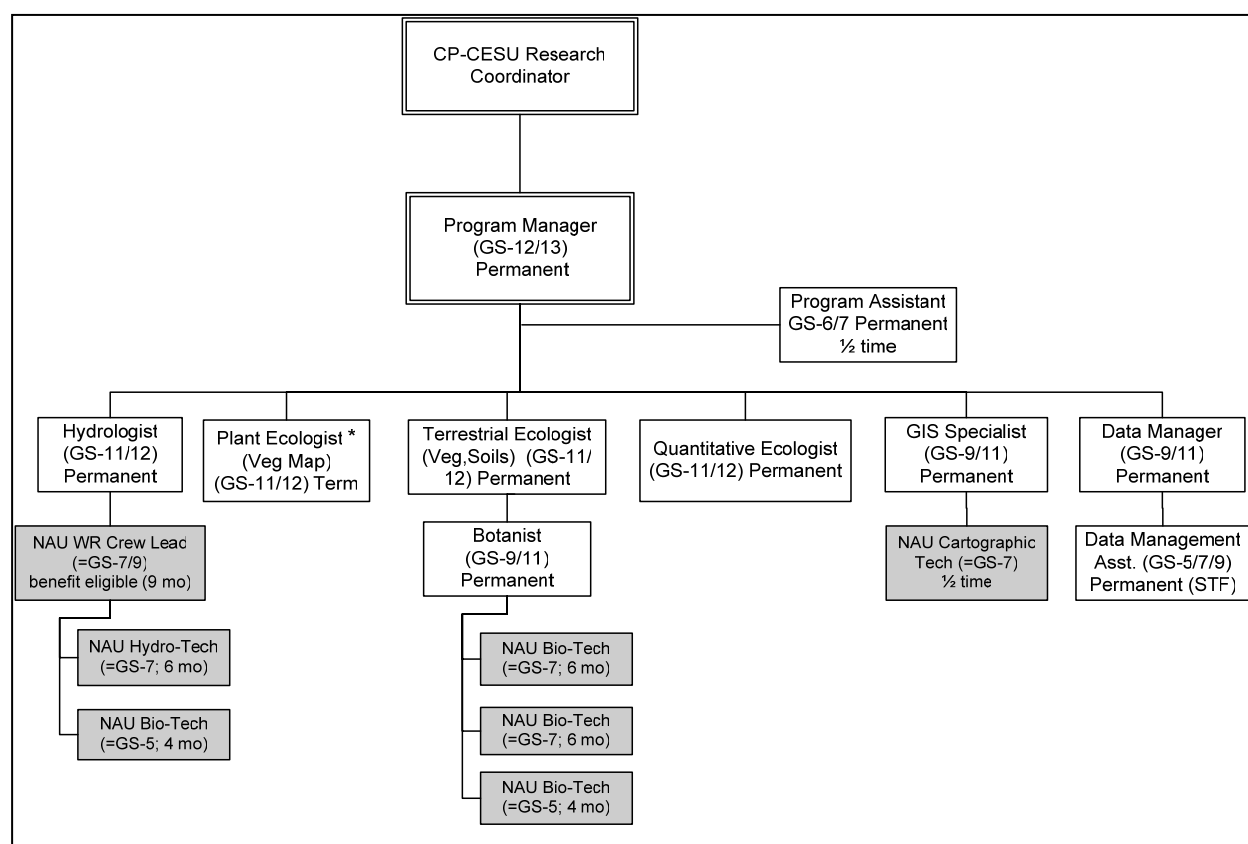 CP-CESU Research
Coordinator
Program Manager
(GS-12/13)
Permanent
Program Assistant
GS-6/7 Permanent
½ time
Hydrologist
(GS-11/12)
Permanent
Plant Ecologist *
(Veg Map)
(GS-11/12) Term
Terrestrial Ecologist
(Veg,Soils) (GS-11/
12) Permanent
Quantitative Ecologist
(GS-11/12) Permanent
GIS Specialist
(GS-9/11)
Permanent
Data Manager
(GS-9/11)
Permanent
NAU WR Crew Lead
(=GS-7/9)
benefit eligible (9 mo)
Botanist
(GS-9/11)
Permanent
NAU Cartographic
Tech (=GS-7)
½ time
Data Management
Asst. (GS-5/7/9)
Permanent (STF)
NAU Hydro-Tech
(=GS-7; 6 mo)
NAU Bio-Tech
(=GS-5; 4 mo)
NAU Bio-Tech
(=GS-7; 6 mo)
NAU Bio-Tech
(=GS-7; 6 mo)
NAU Bio-Tech
(=GS-5; 4 mo)